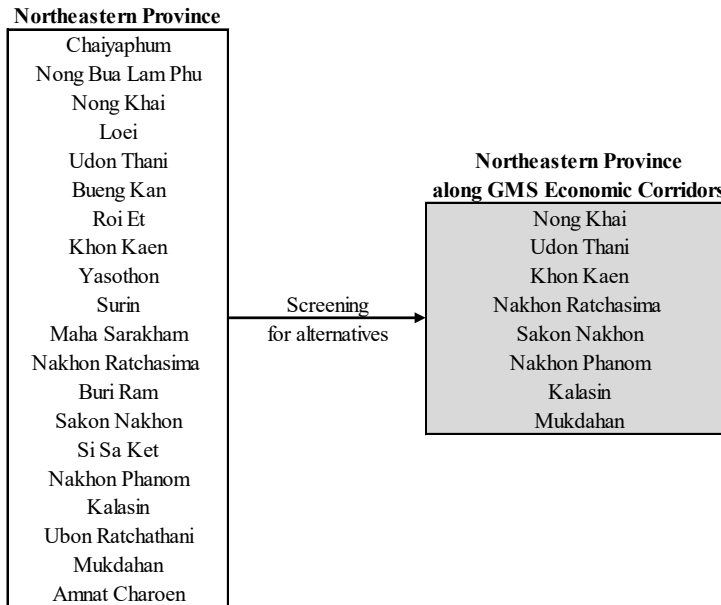 Northeastern Province
Chaiyaphum
Nong Bua Lam Phu
Nong Khai
Loei
Udon Thani
Bueng Kan
Roi Et
Khon Kaen
Yasothon
Surin
Maha Sarakham
Nakhon Ratchasima
Buri Ram
Sakon Nakhon
Si Sa Ket
Nakhon Phanom
Kalasin
Ubon Ratchathani
Mukdahan
Amnat Charoen
Screening
for alternatives
Northeastern Province
along GMS Economic Corridors
Nong Khai
Udon Thani
Khon Kaen
Nakhon Ratchasima
Sakon Nakhon
Nakhon Phanom
Kalasin
Mukdahan